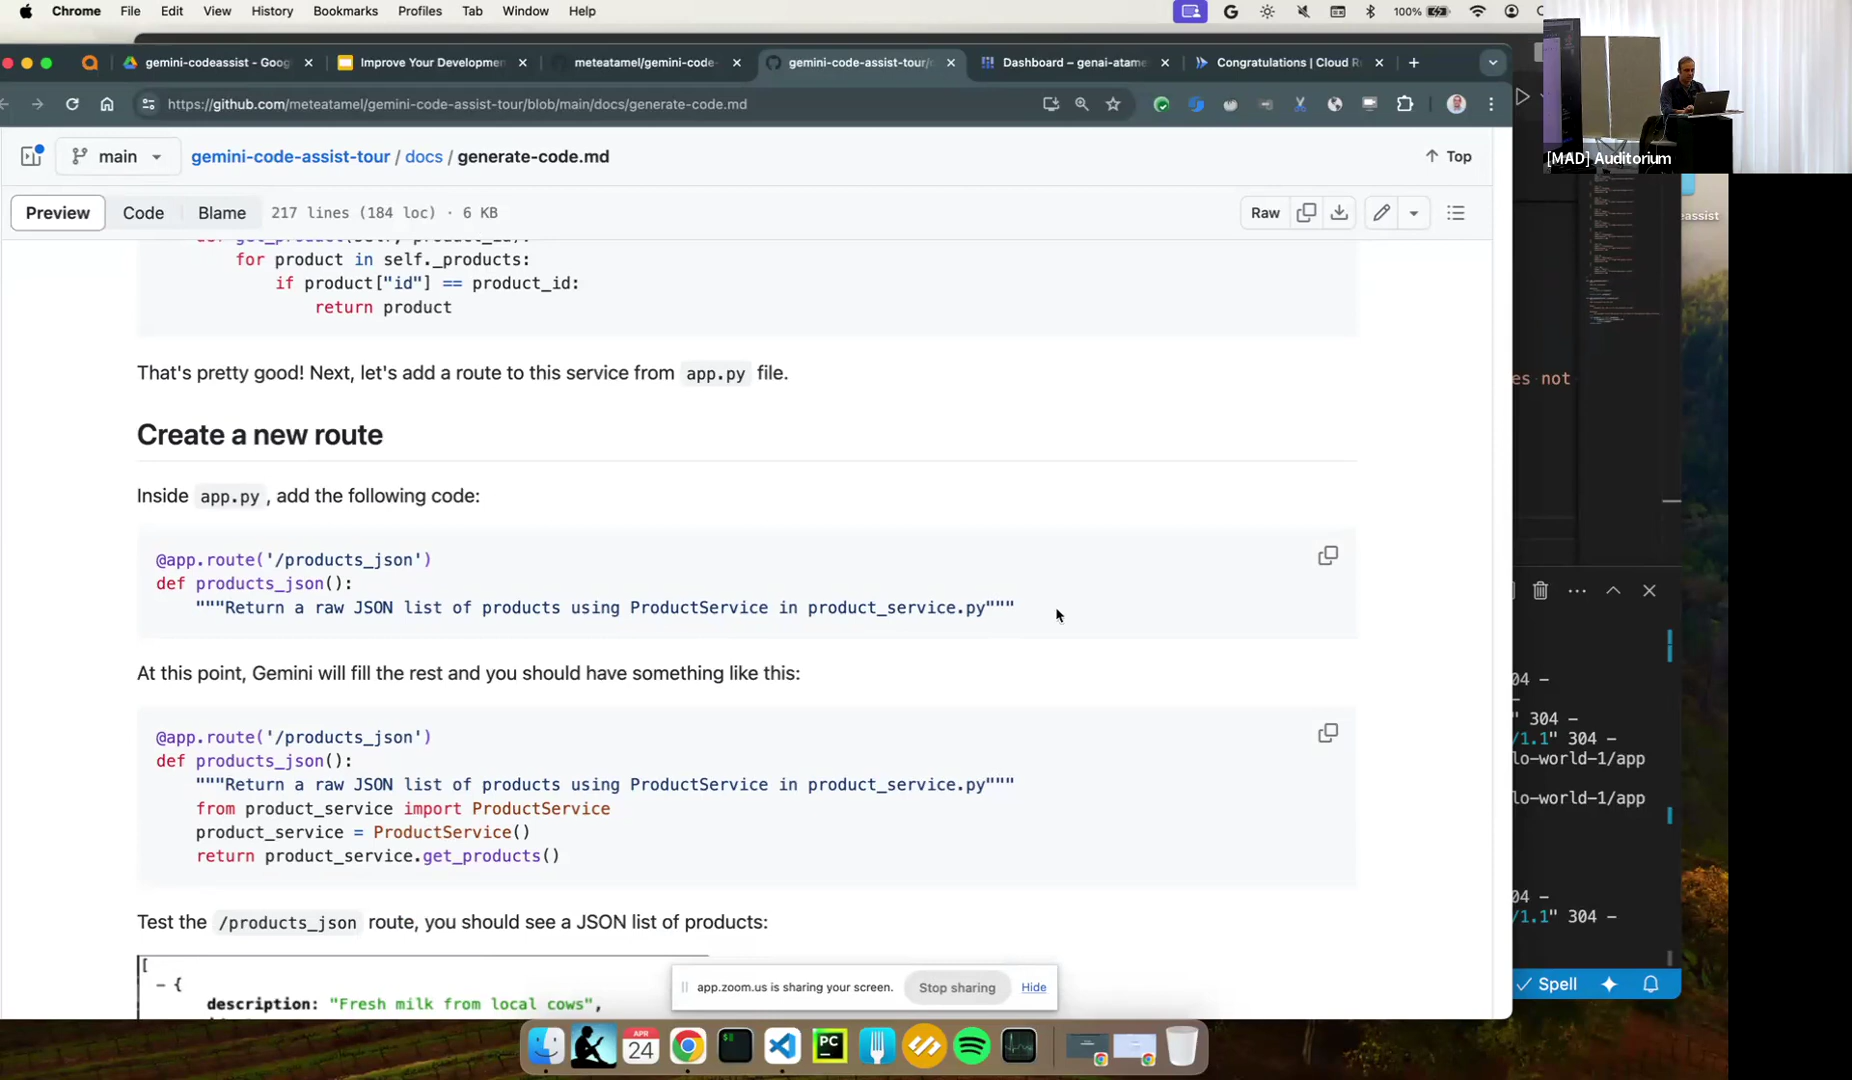 Chrome File Edit View History Bookmarks Profiles Tab Window Help 100%
gemini-codeassist - Goog Improve Your Developmen meteatamel/gemini-code- gemini-code-assist-tour/ Dashboard – genai-atame Congratulations | Cloud R
https://github.com/meteatamel/gemini-code-assist-tour/blob/main/docs/generate-code.md
[MAD] Auditorium
main gemini-code-assist-tour / docs / generate-code.md Top
Preview Code Blame 217 lines (184 loc) · 6 KB Raw
assist
def get_product(self, product_id):
for product in self._products:
if product["id"] == product_id:
return product
That's pretty good! Next, let's add a route to this service from app.py file.
es not
Create a new route
Inside app.py , add the following code:
@app.route('/products_json')
def products_json():
"""Return a raw JSON list of products using ProductService in product_service.py"""
At this point, Gemini will fill the rest and you should have something like this:
@app.route('/products_json')
def products_json():
"""Return a raw JSON list of products using ProductService in product_service.py"""
from product_service import ProductService
product_service = ProductService()
return product_service.get_products()
Test the /products_json route, you should see a JSON list of products:
[
– {
description: "Fresh milk from local cows",
04 –
" 304 –
/1.1" 304 –
lo-world-1/app
lo-world-1/app
04 –
/1.1" 304 –
Spell
app.zoom.us is sharing your screen. Stop sharing Hide
APR
24
PC